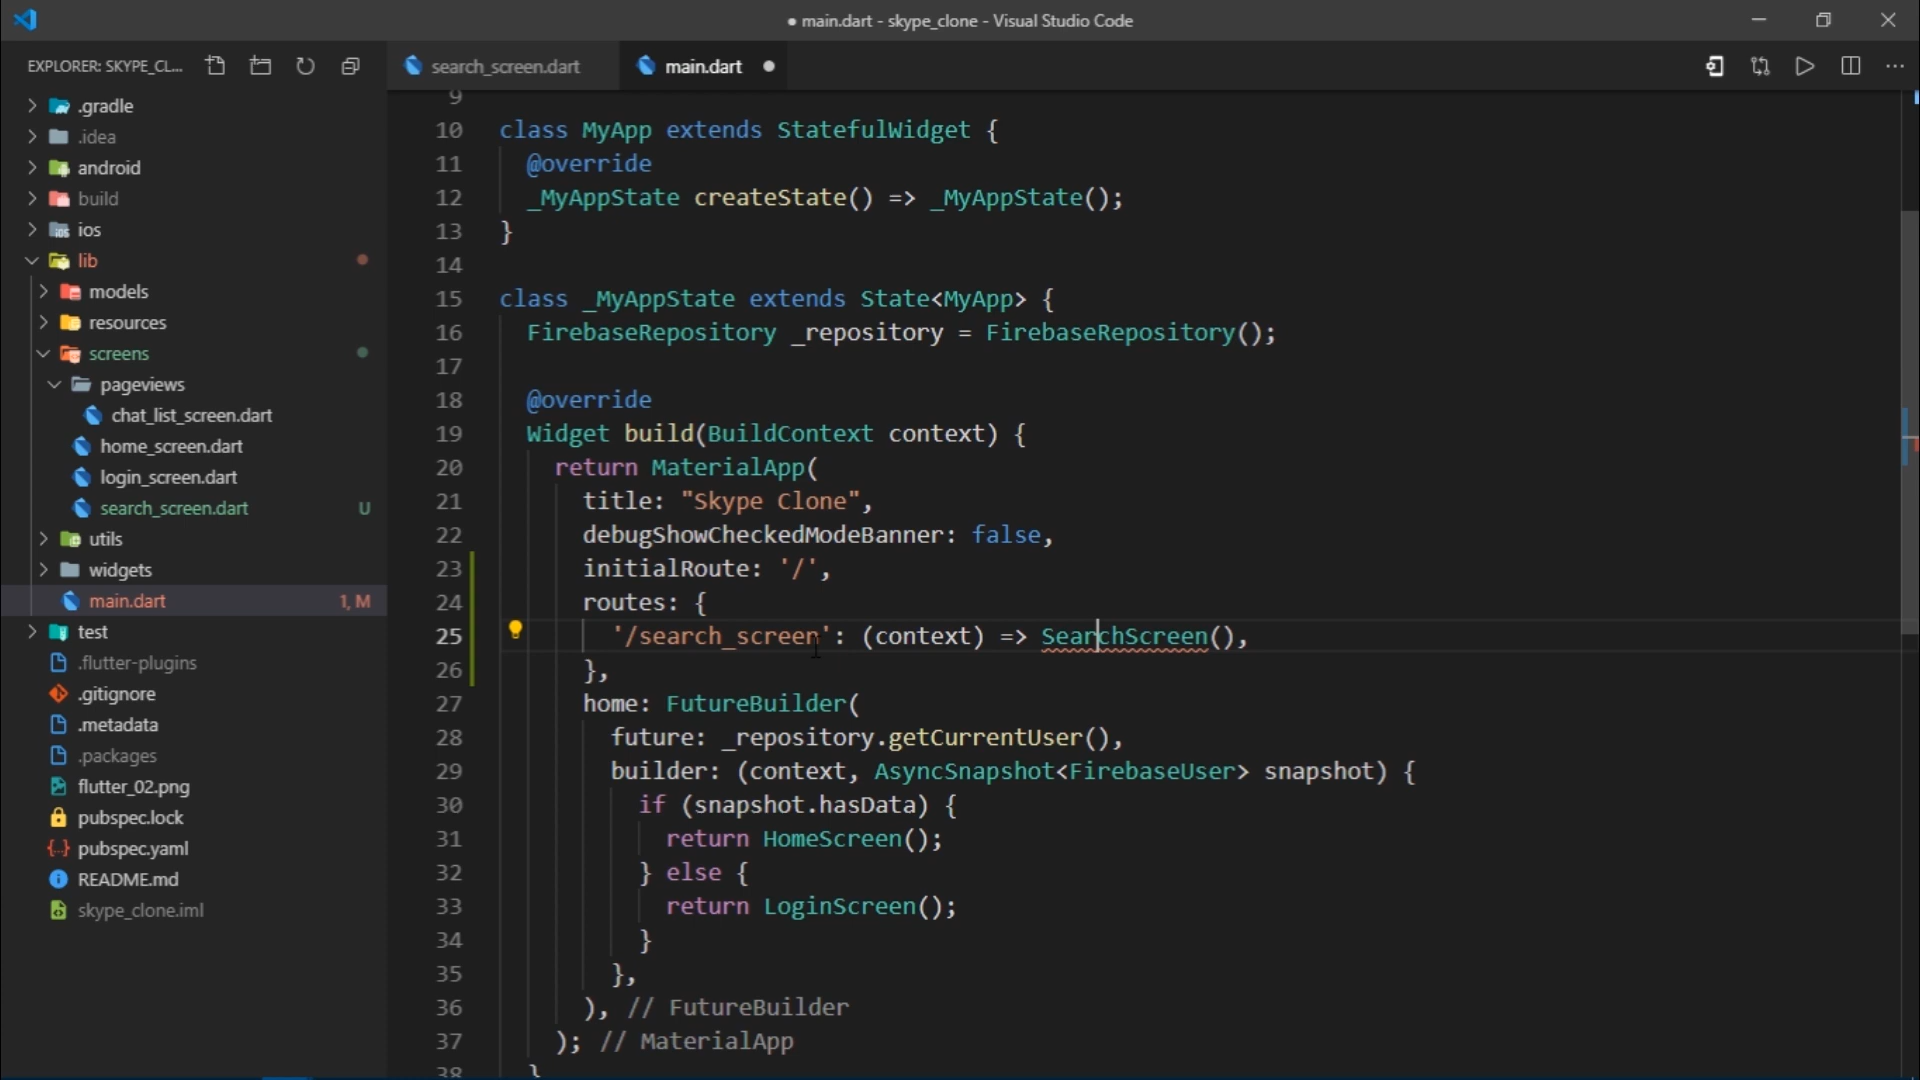 ● main.dart - skype_clone - Visual Studio Code
EXPLORER: SKYPE_CL...
search_screen.dart
main.dart ●
.gradle
.idea
android
build
ios
lib
models
resources
screens
pageviews
chat_list_screen.dart
home_screen.dart
login_screen.dart
search_screen.dart U
utils
widgets
main.dart 1, M
test
.flutter-plugins
.gitignore
.metadata
.packages
flutter_02.png
pubspec.lock
pubspec.yaml
README.md
skype_clone.iml
9
10 class MyApp extends StatefulWidget {
11 @override
12 _MyAppState createState() => _MyAppState();
13 }
14
15 class _MyAppState extends State<MyApp> {
16 FirebaseRepository _repository = FirebaseRepository();
17
18 @override
19 Widget build(BuildContext context) {
20 return MaterialApp(
21 title: "Skype Clone",
22 debugShowCheckedModeBanner: false,
23 initialRoute: '/',
24 routes: {
25 '/search_screen': (context) => SearchScreen(),
26 },
27 home: FutureBuilder(
28 future: _repository.getCurrentUser(),
29 builder: (context, AsyncSnapshot<FirebaseUser> snapshot) {
30 if (snapshot.hasData) {
31 return HomeScreen();
32 } else {
33 return LoginScreen();
34 }
35 },
36 ), // FutureBuilder
37 ); // MaterialApp
38 }